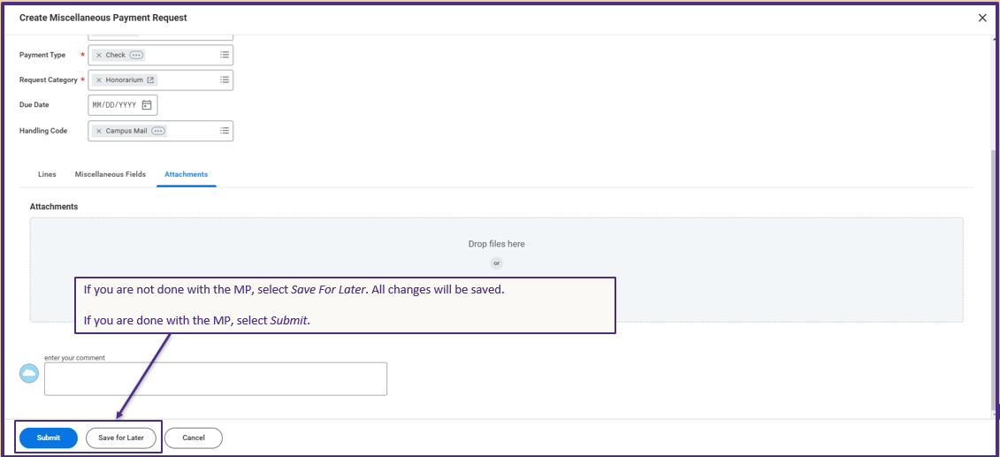 Create Miscellaneous Payment Request
Payment Type * Check
Request Category * Honorarium
Due Date MM/DD/YYYY
Handling Code Campus Mail
Lines Miscellaneous Fields Attachments
Attachments
Drop files here
or
If you are not done with the MP, select Save For Later. All changes will be saved.
If you are done with the MP, select Submit.
enter your comment
Submit Save for Later Cancel